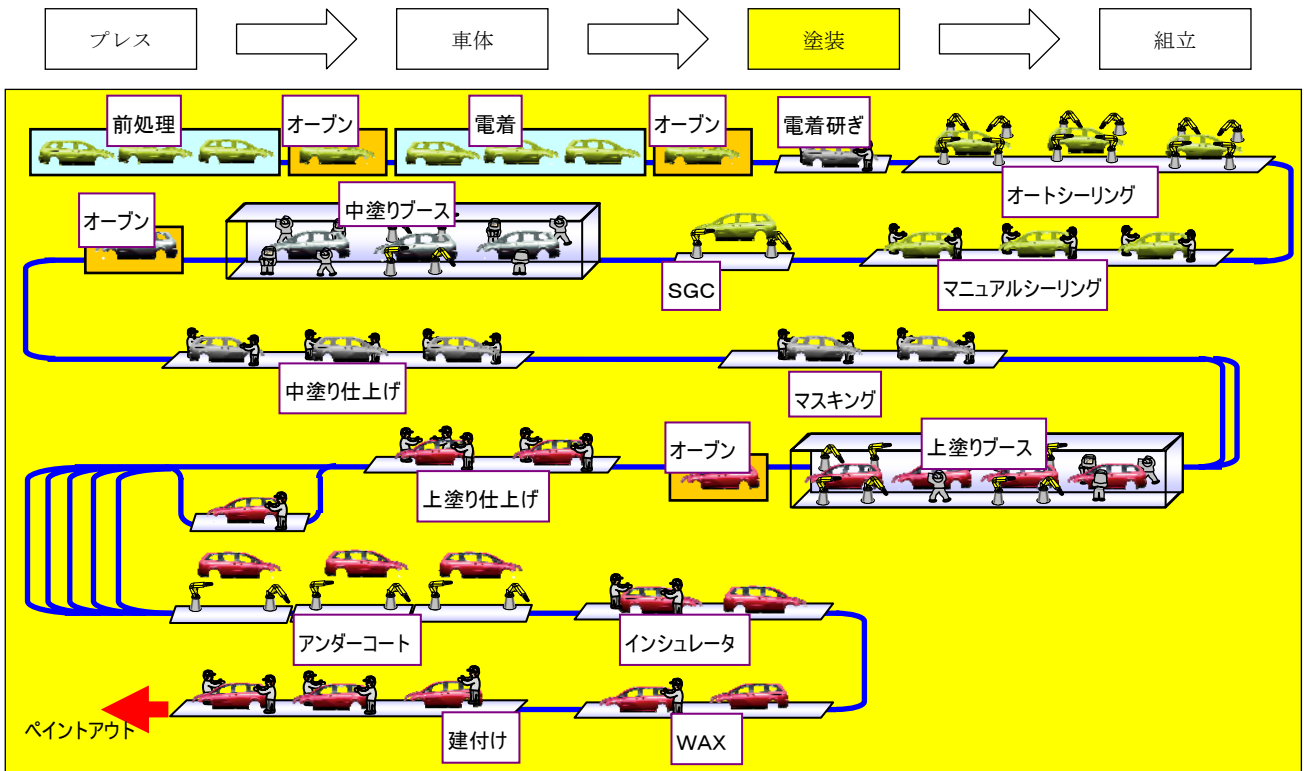 プレス
車体
塗装
組立
前処理
オーブン
電着
オーブン
電着研ぎ
オートシーリング
オーブン
中塗りブース
SGC
マニュアルシーリング
中塗り仕上げ
マスキング
上塗り仕上げ
オーブン
上塗りブース
アンダーコート
インシュレータ
ペイントアウト
建付け
WAX